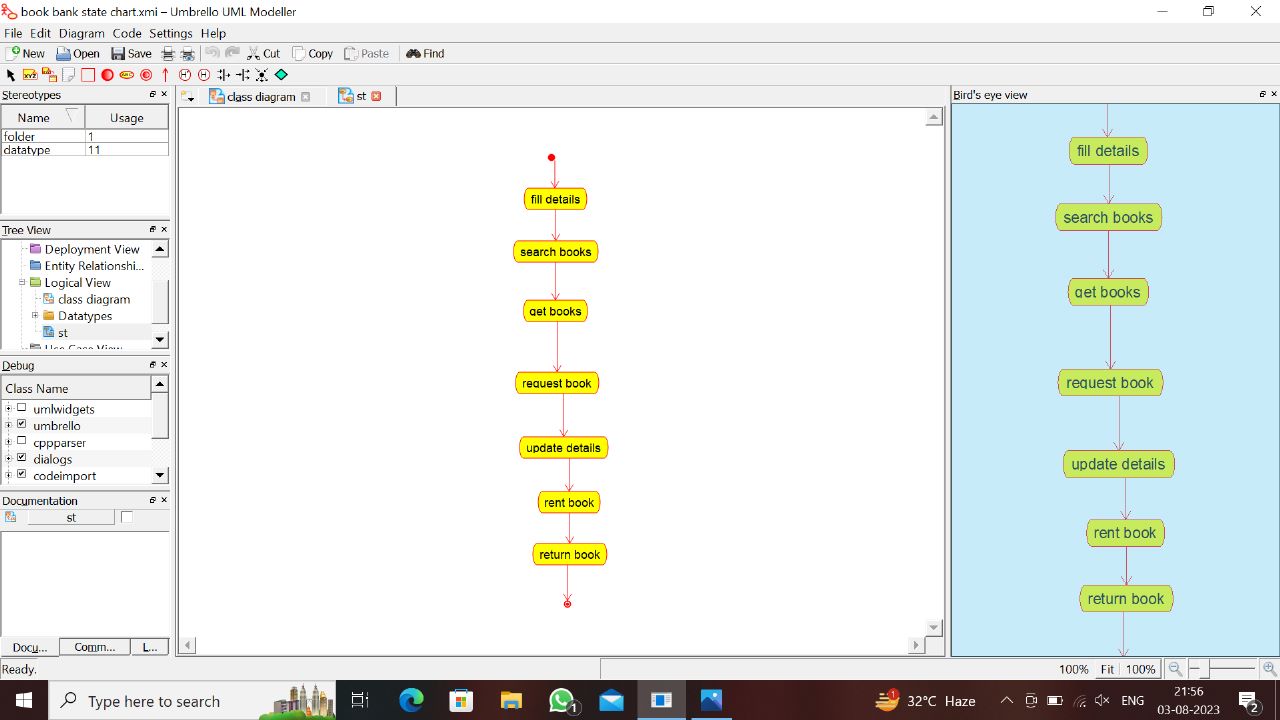 book bank state chart.xmi – Umbrello UML Modeller
File Edit Diagram Code Settings Help
New Open Save Cut Copy Paste Find
Stereotypes
Name Usage
folder 1
datatype 11
Tree View
Deployment View
Entity Relationshi...
Logical View
class diagram
Datatypes
st
Debug
Class Name
umlwidgets
umbrello
cppparser
dialogs
codeimport
Documentation
st
Docu... Comm... L...
class diagram st
fill details
search books
get books
request book
update details
rent book
return book
Bird's eye view
fill details
search books
get books
request book
update details
rent book
return book
Ready.
100% Fit 100%
Type here to search
1
1
32°C Haze
ENG
21:56
03-08-2023
2